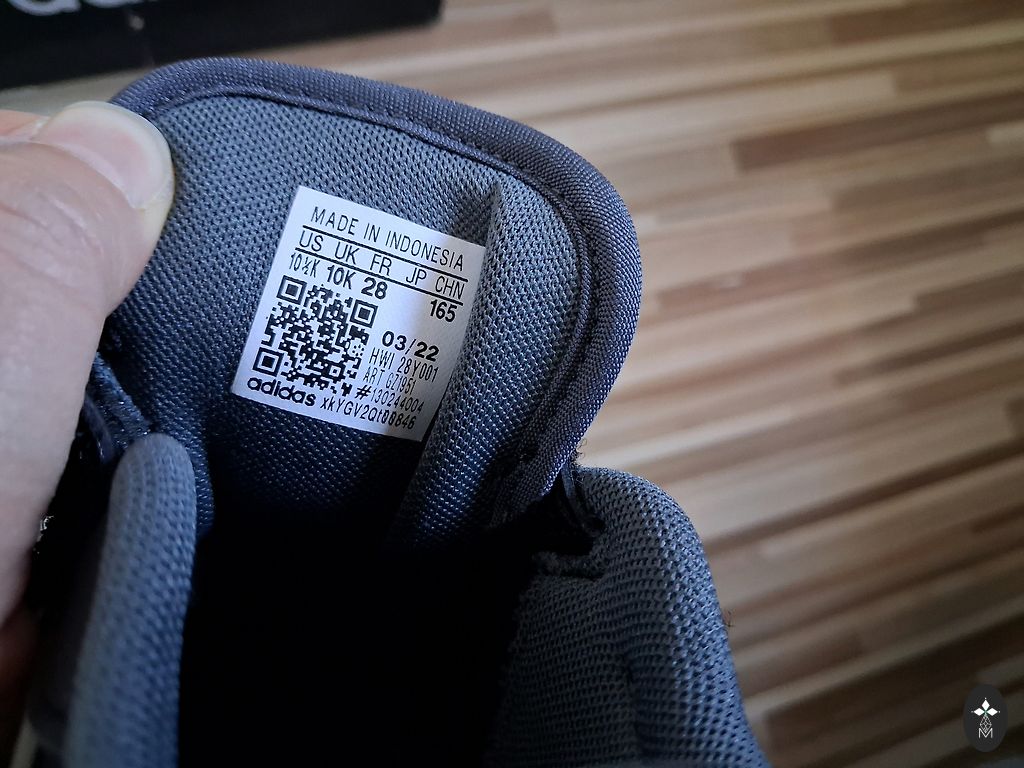 MADE IN INDONESIA
US UK FR JP CHN
10½K 10K 28 165
03/22
HWI 28Y001
ART GZ1951
#130244004
adidas xkYGV2Qt08846